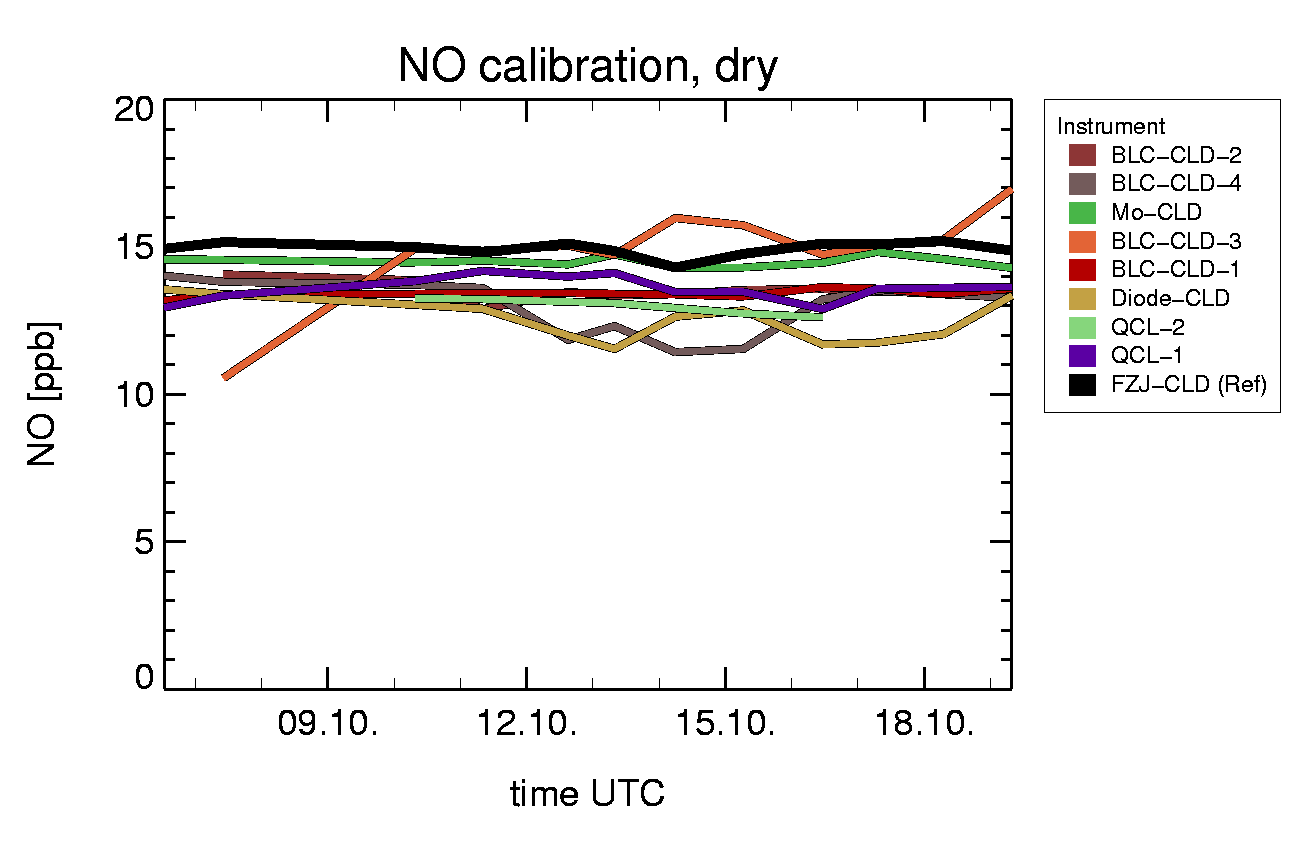 NO calibration, dry
20
15
10
5
0
NO [ppb]
09.10.
12.10.
15.10.
18.10.
time UTC
Instrument
BLC-CLD-2
BLC-CLD-4
Mo-CLD
BLC-CLD-3
BLC-CLD-1
Diode-CLD
QCL-2
QCL-1
FZJ-CLD (Ref)